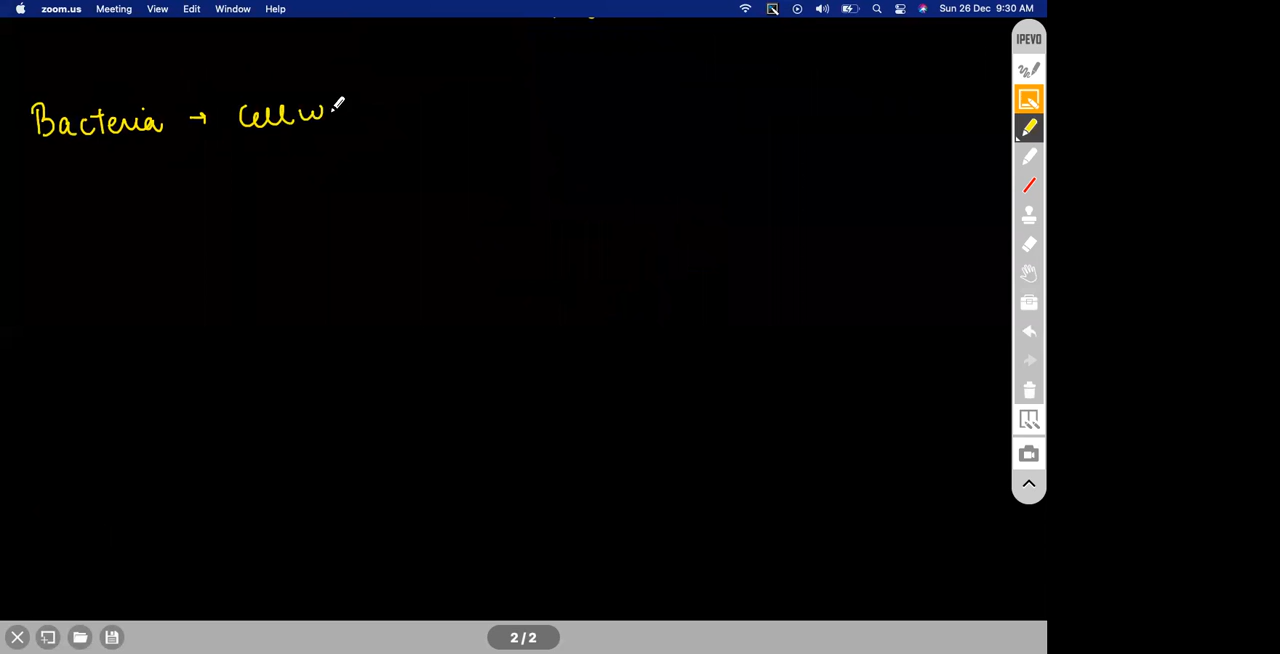 zoom.us Meeting View Edit Window Help Sun 26 Dec 9:30 AM
IPEVO
Bacteria → Cell w
2/2